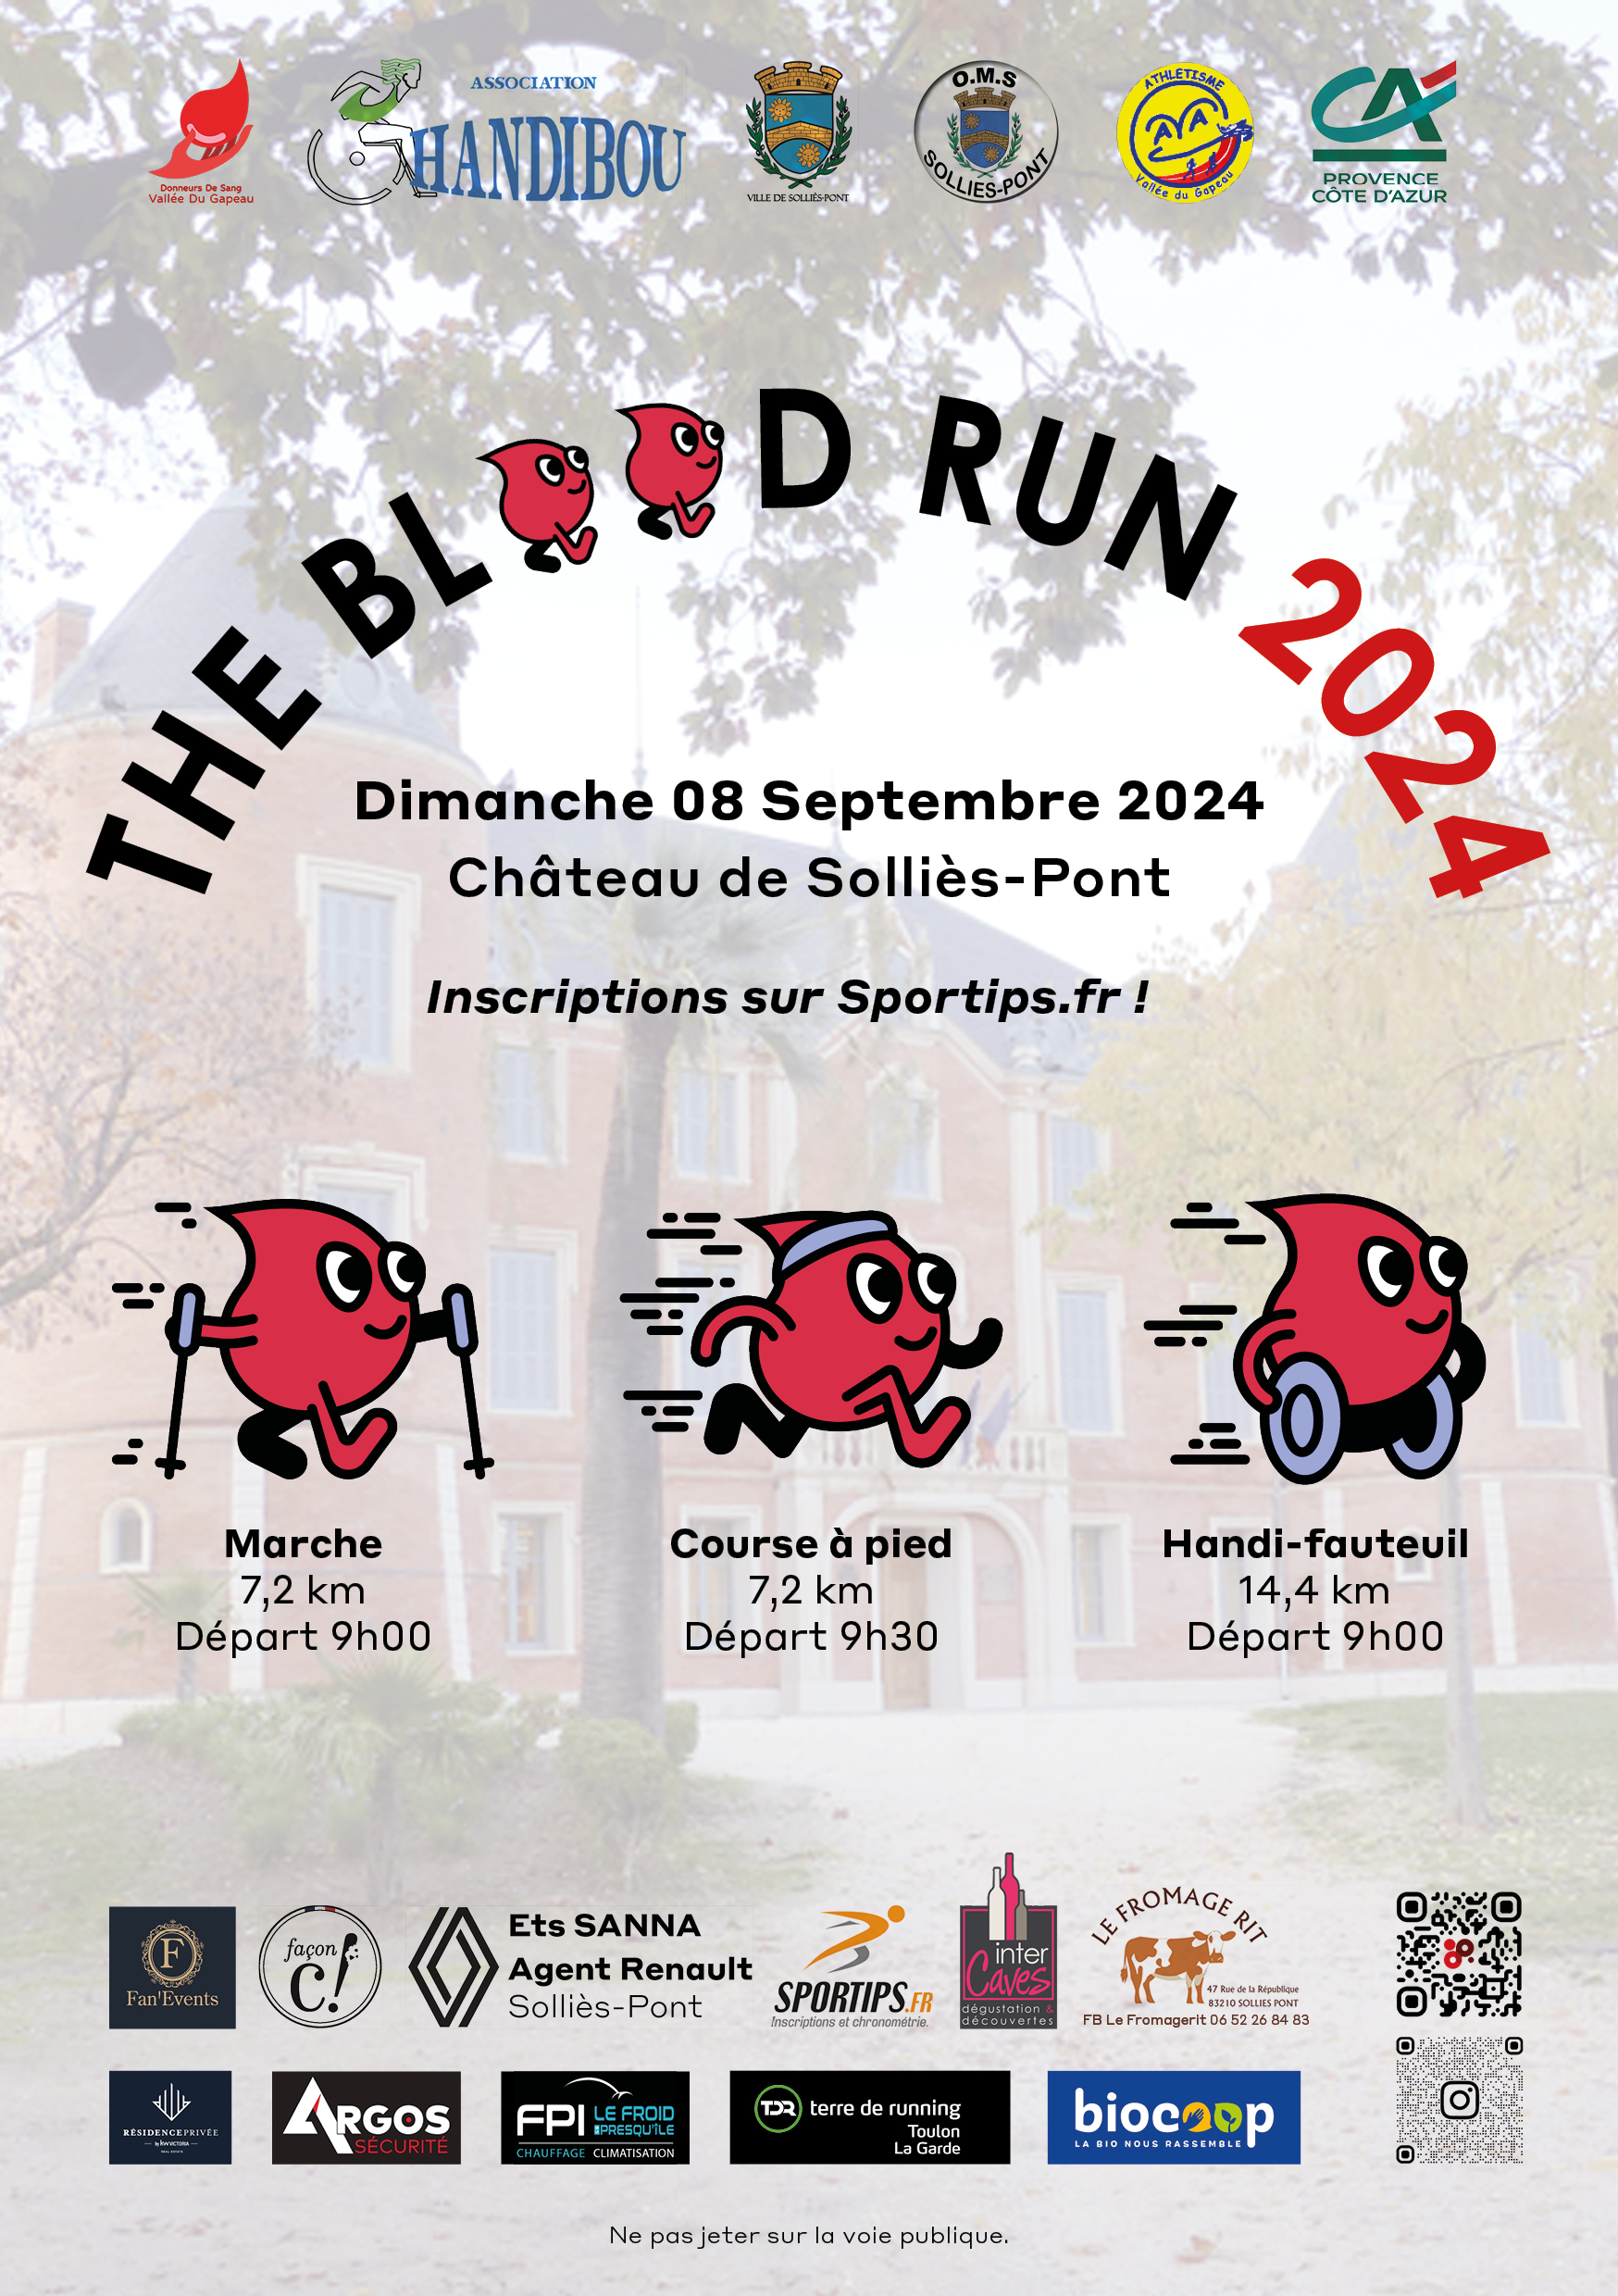 Donneurs De Sang
Vallée Du Gapeau
ASSOCIATION
HANDIBOU
VILLE DE SOLLIÈS-PONT
O.M.S
SOLLIES-PONT
ATHLETISME
AVA
Vallée du Gapeau
CA
PROVENCE
CÔTE D'AZUR
THE BLOOD RUN 2024
Dimanche 08 Septembre 2024
Château de Solliès-Pont
Inscriptions sur Sportips.fr !
Marche
7,2 km
Départ 9h00
Course à pied
7,2 km
Départ 9h30
Handi-fauteuil
14,4 km
Départ 9h00
F
Fan'Events
façon
c!
Ets SANNA
Agent Renault
Solliès-Pont
SPORTIPS.FR
Inscriptions et chronométrie.
inter
Caves
dégustation &
découvertes
LE FROMAGE RIT
47 Rue de la République
83210 SOLLIES PONT
FB Le Fromagerit 06 52 26 84 83
RÉSIDENCEPRIVÉE
by kwVICTORIA
REAL ESTATE
ARGOS
SÉCURITÉ
FPI LE FROID
PRESQU'ÎLE
CHAUFFAGE CLIMATISATION
TDR terre de running
Toulon
La Garde
biocoop
LA BIO NOUS RASSEMBLE
Ne pas jeter sur la voie publique.